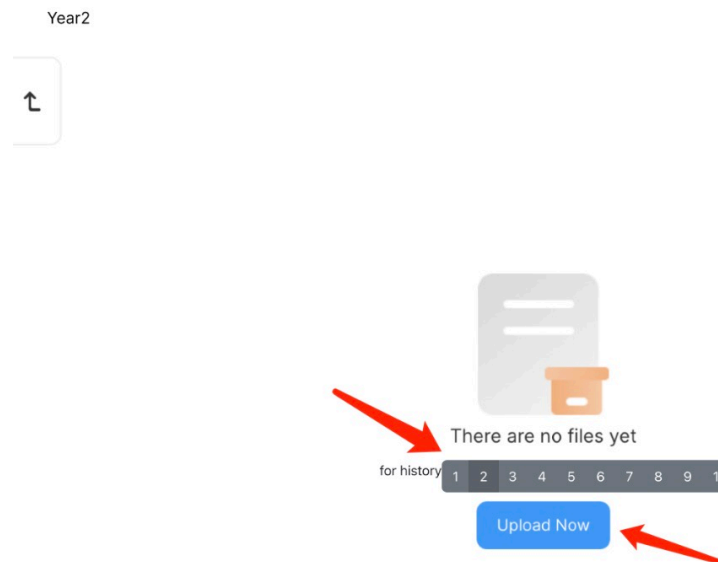 Year2
There are no files yet
for history
1 2 3 4 5 6 7 8 9 1
Upload Now